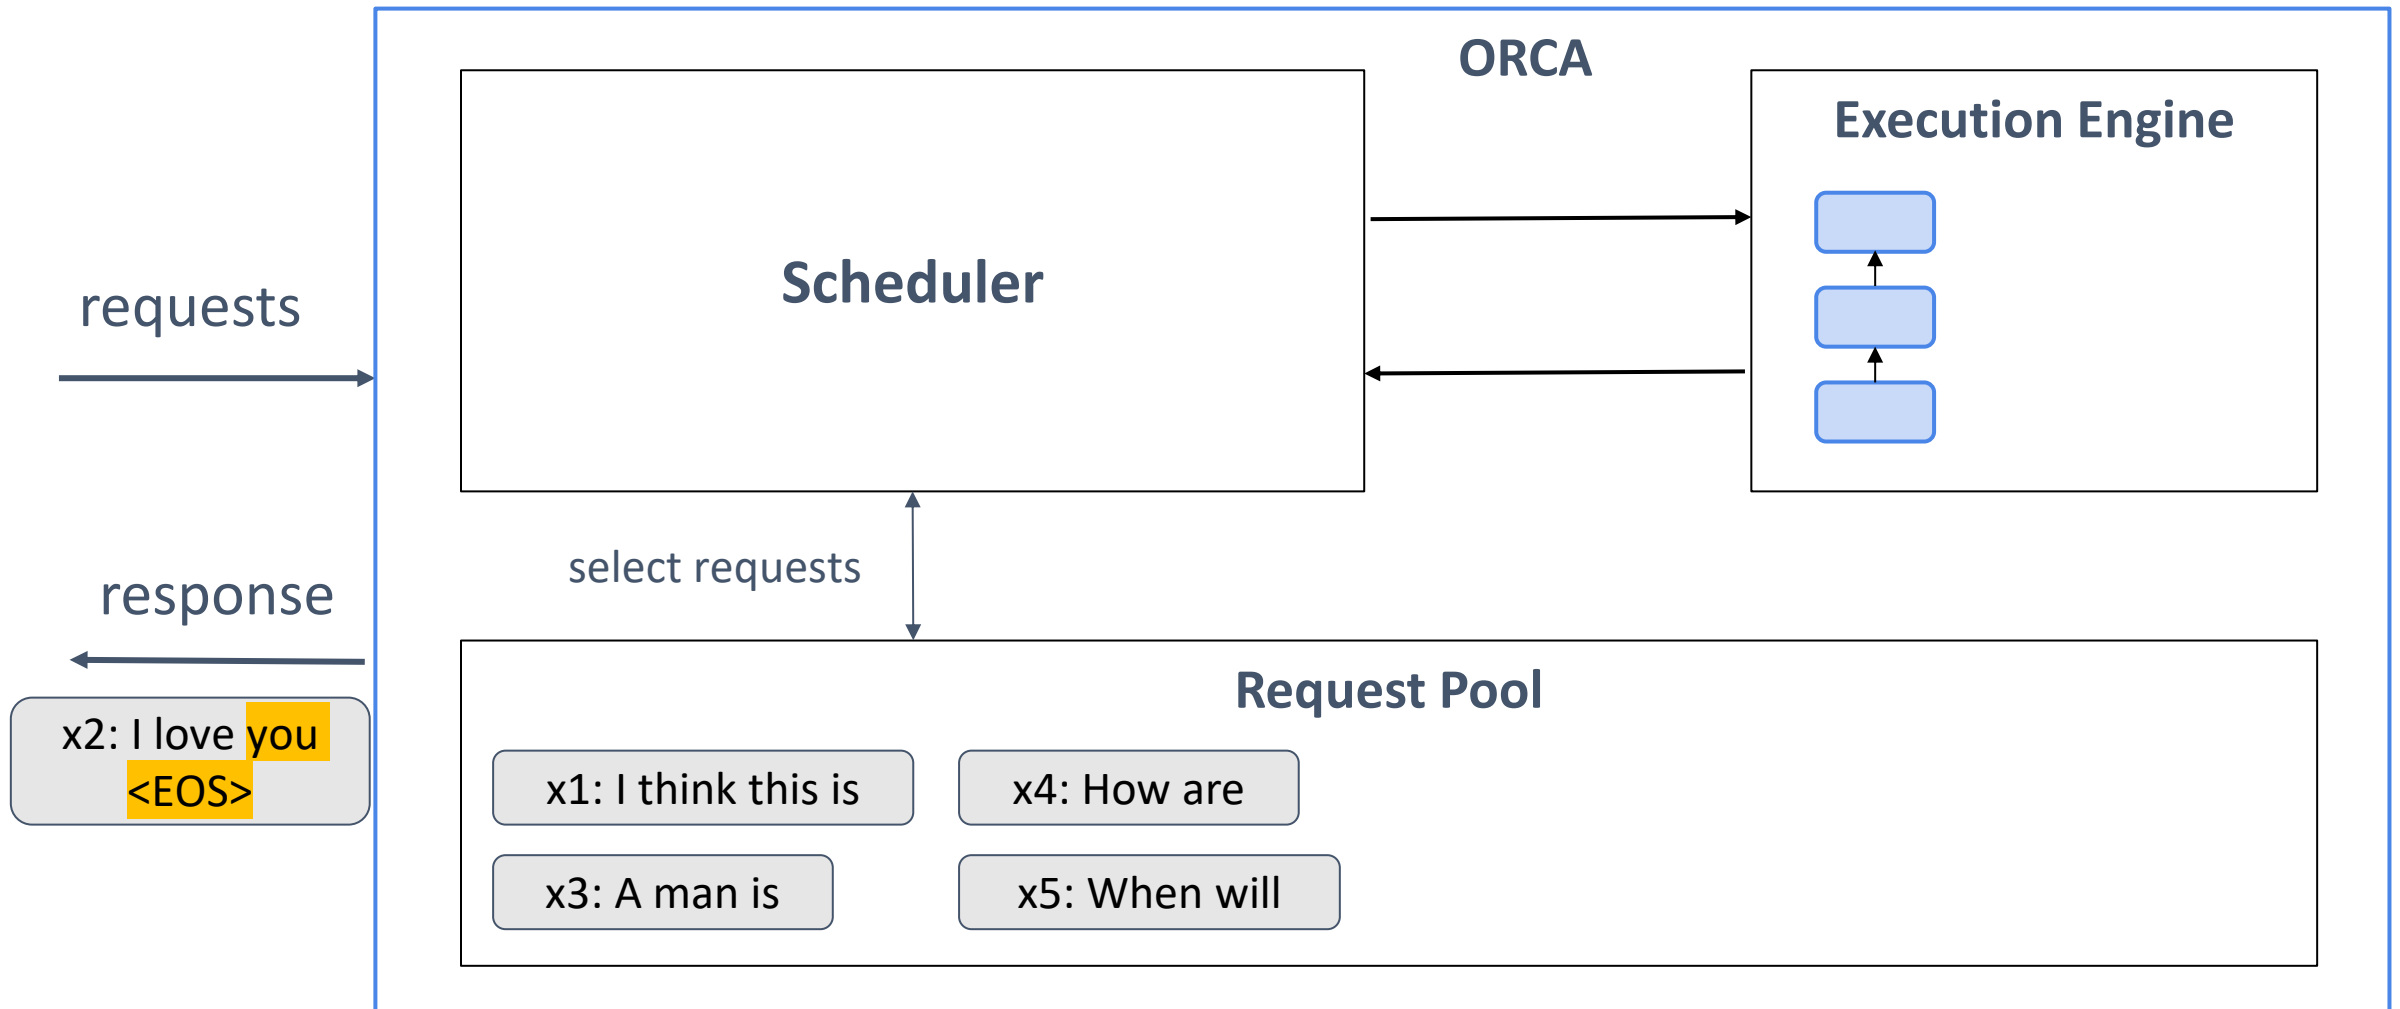 ORCA
Scheduler
Execution Engine
requests
select requests
response
x2: I love you
<EOS>
Request Pool
x1: I think this is
x4: How are
x3: A man is
x5: When will